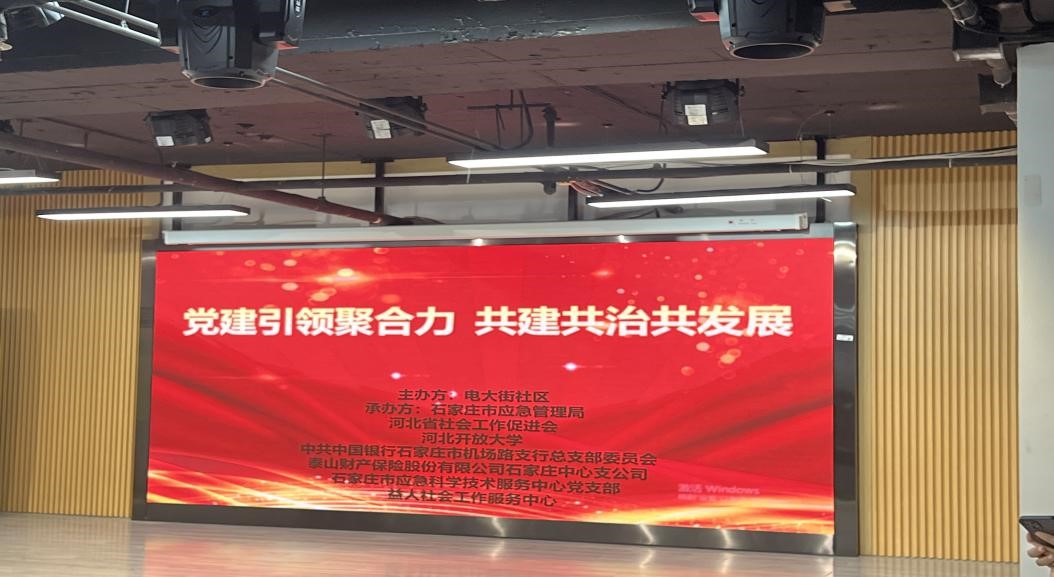 党建引领聚合力 共建共治共发展
主办方：电大街社区
承办方：石家庄市应急管理局
河北省社会工作促进会
河北开放大学
中共中国银行石家庄市机场路支行总支部委员会
泰山财产保险股份有限公司石家庄中心支公司
石家庄市应急科学技术服务中心党支部
益人社会工作服务中心
激活 Windows